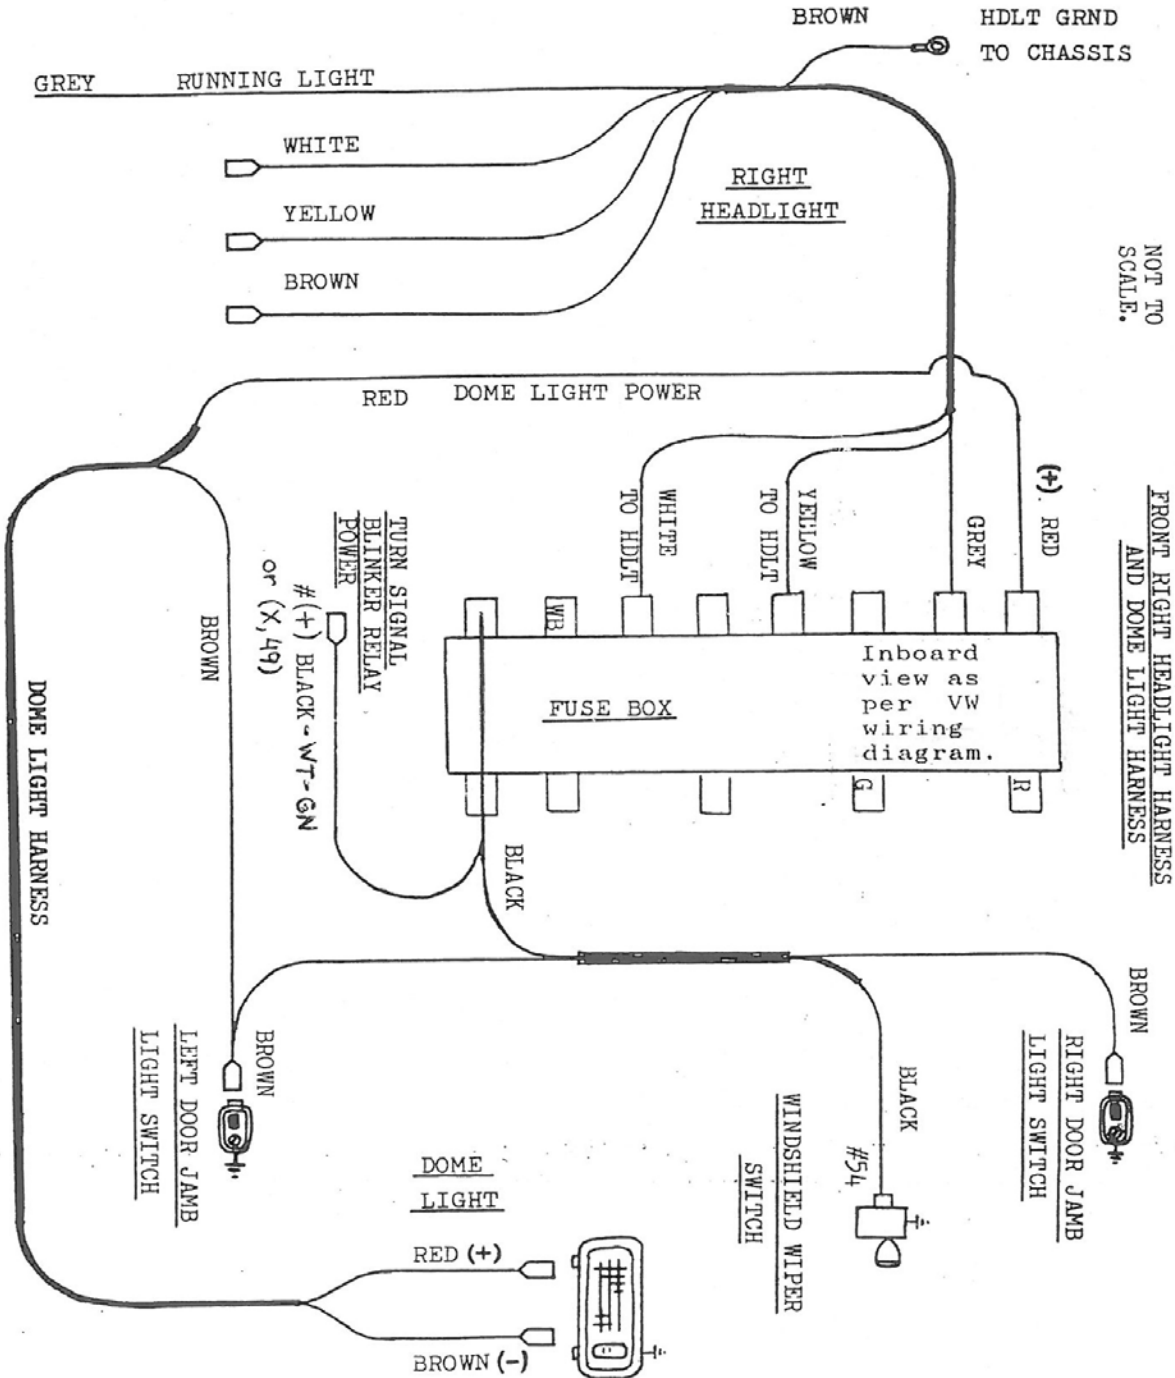 BROWN
HDLT GRND
TO CHASSIS
GREY RUNNING LIGHT
WHITE
YELLOW
BROWN
RIGHT
HEADLIGHT
NOT TO
SCALE.
FRONT RIGHT HEADLIGHT HARNESS
AND DOME LIGHT HARNESS
RED DOME LIGHT POWER
(+) RED
GREY
YELLOW
TO HDLT
WHITE
TO HDLT
TURN SIGNAL
BLINKER RELAY
POWER
#(+) BLACK-WT-GN
or (X,49)
BROWN
WB
FUSE BOX
Inboard
view as
per VW
wiring
diagram.
G
R
BLACK
DOME LIGHT HARNESS
BROWN
LEFT DOOR JAMB
LIGHT SWITCH
BROWN
RIGHT DOOR JAMB
LIGHT SWITCH
BLACK
#54
WINDSHIELD WIPER
SWITCH
DOME
LIGHT
RED (+)
BROWN (-)